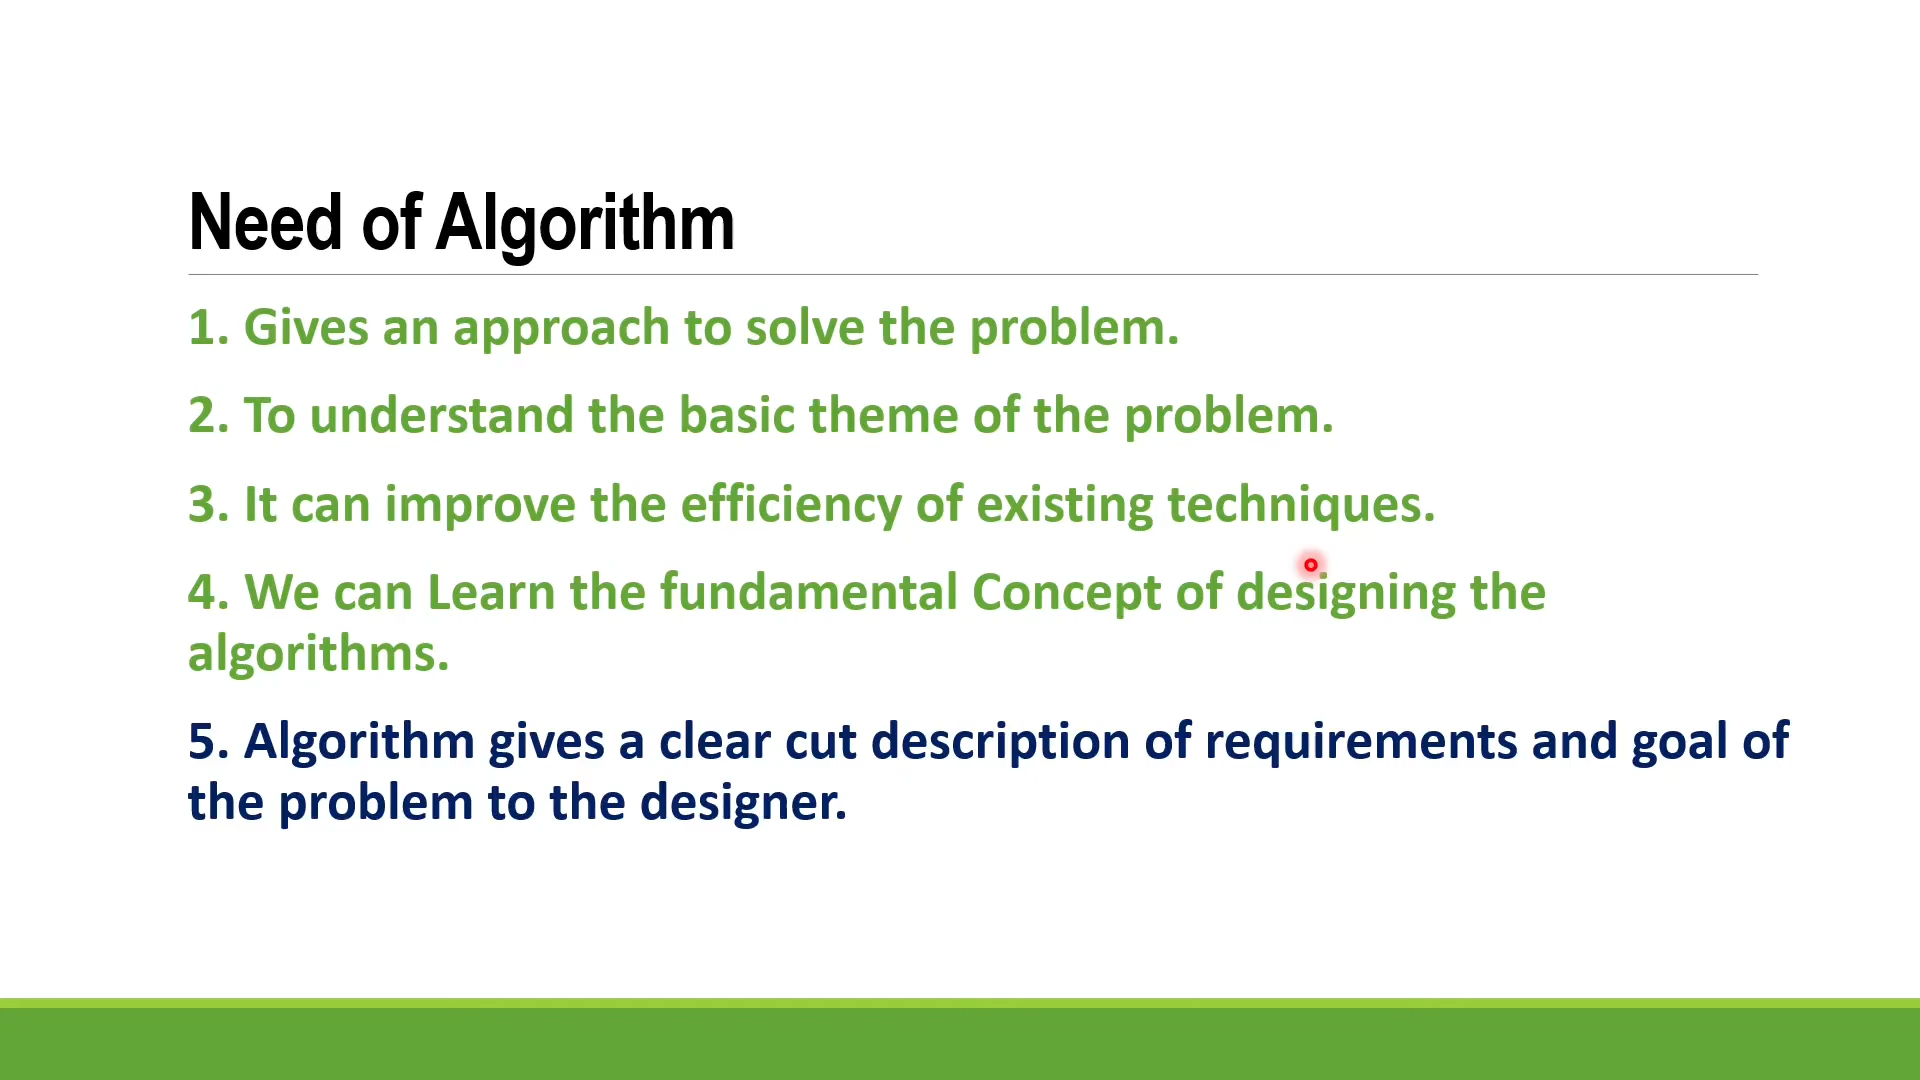 Need of Algorithm
1. Gives an approach to solve the problem.
2. To understand the basic theme of the problem.
3. It can improve the efficiency of existing techniques.
4. We can Learn the fundamental Concept of designing the
algorithms.
5. Algorithm gives a clear cut description of requirements and goal of
the problem to the designer.